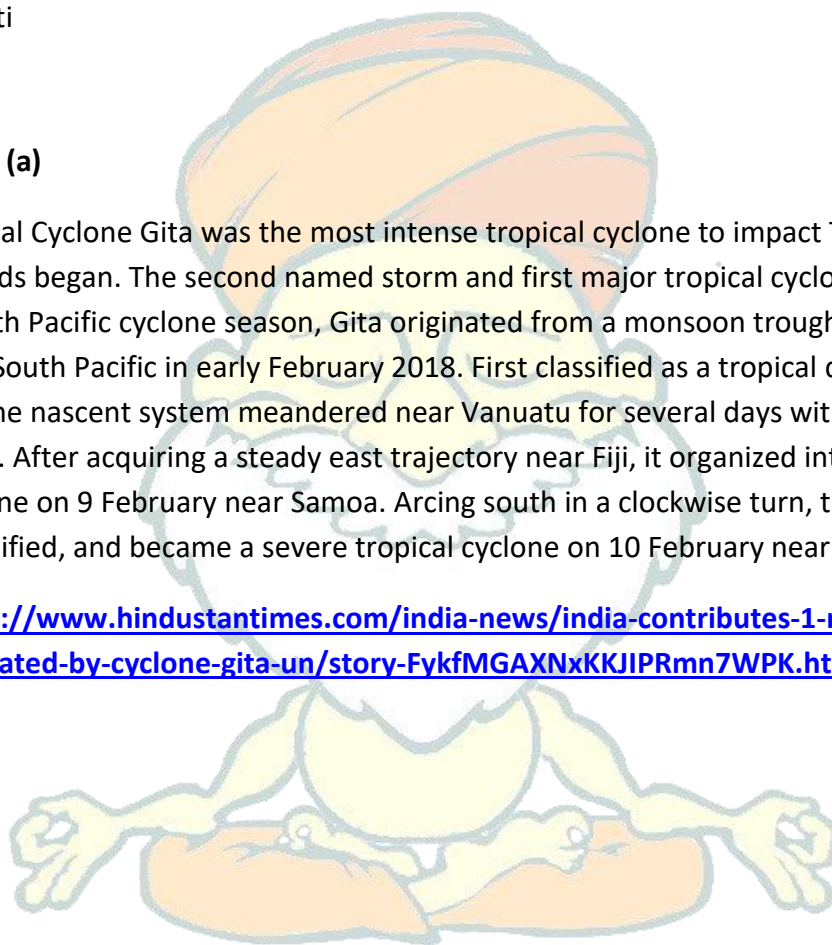 ti
(a)
al Cyclone Gita was the most intense tropical cyclone to impact
ds began. The second named storm and first major tropical cyclo
th Pacific cyclone season, Gita originated from a monsoon trough
South Pacific in early February 2018. First classified as a tropical
ne nascent system meandered near Vanuatu for several days wit
. After acquiring a steady east trajectory near Fiji, it organized int
ne on 9 February near Samoa. Arcing south in a clockwise turn, t
ified, and became a severe tropical cyclone on 10 February near
://www.hindustantimes.com/india-news/india-contributes-1-
ated-by-cyclone-gita-un/story-FykfMGAXNxKKJIPRmn7WPK.ht